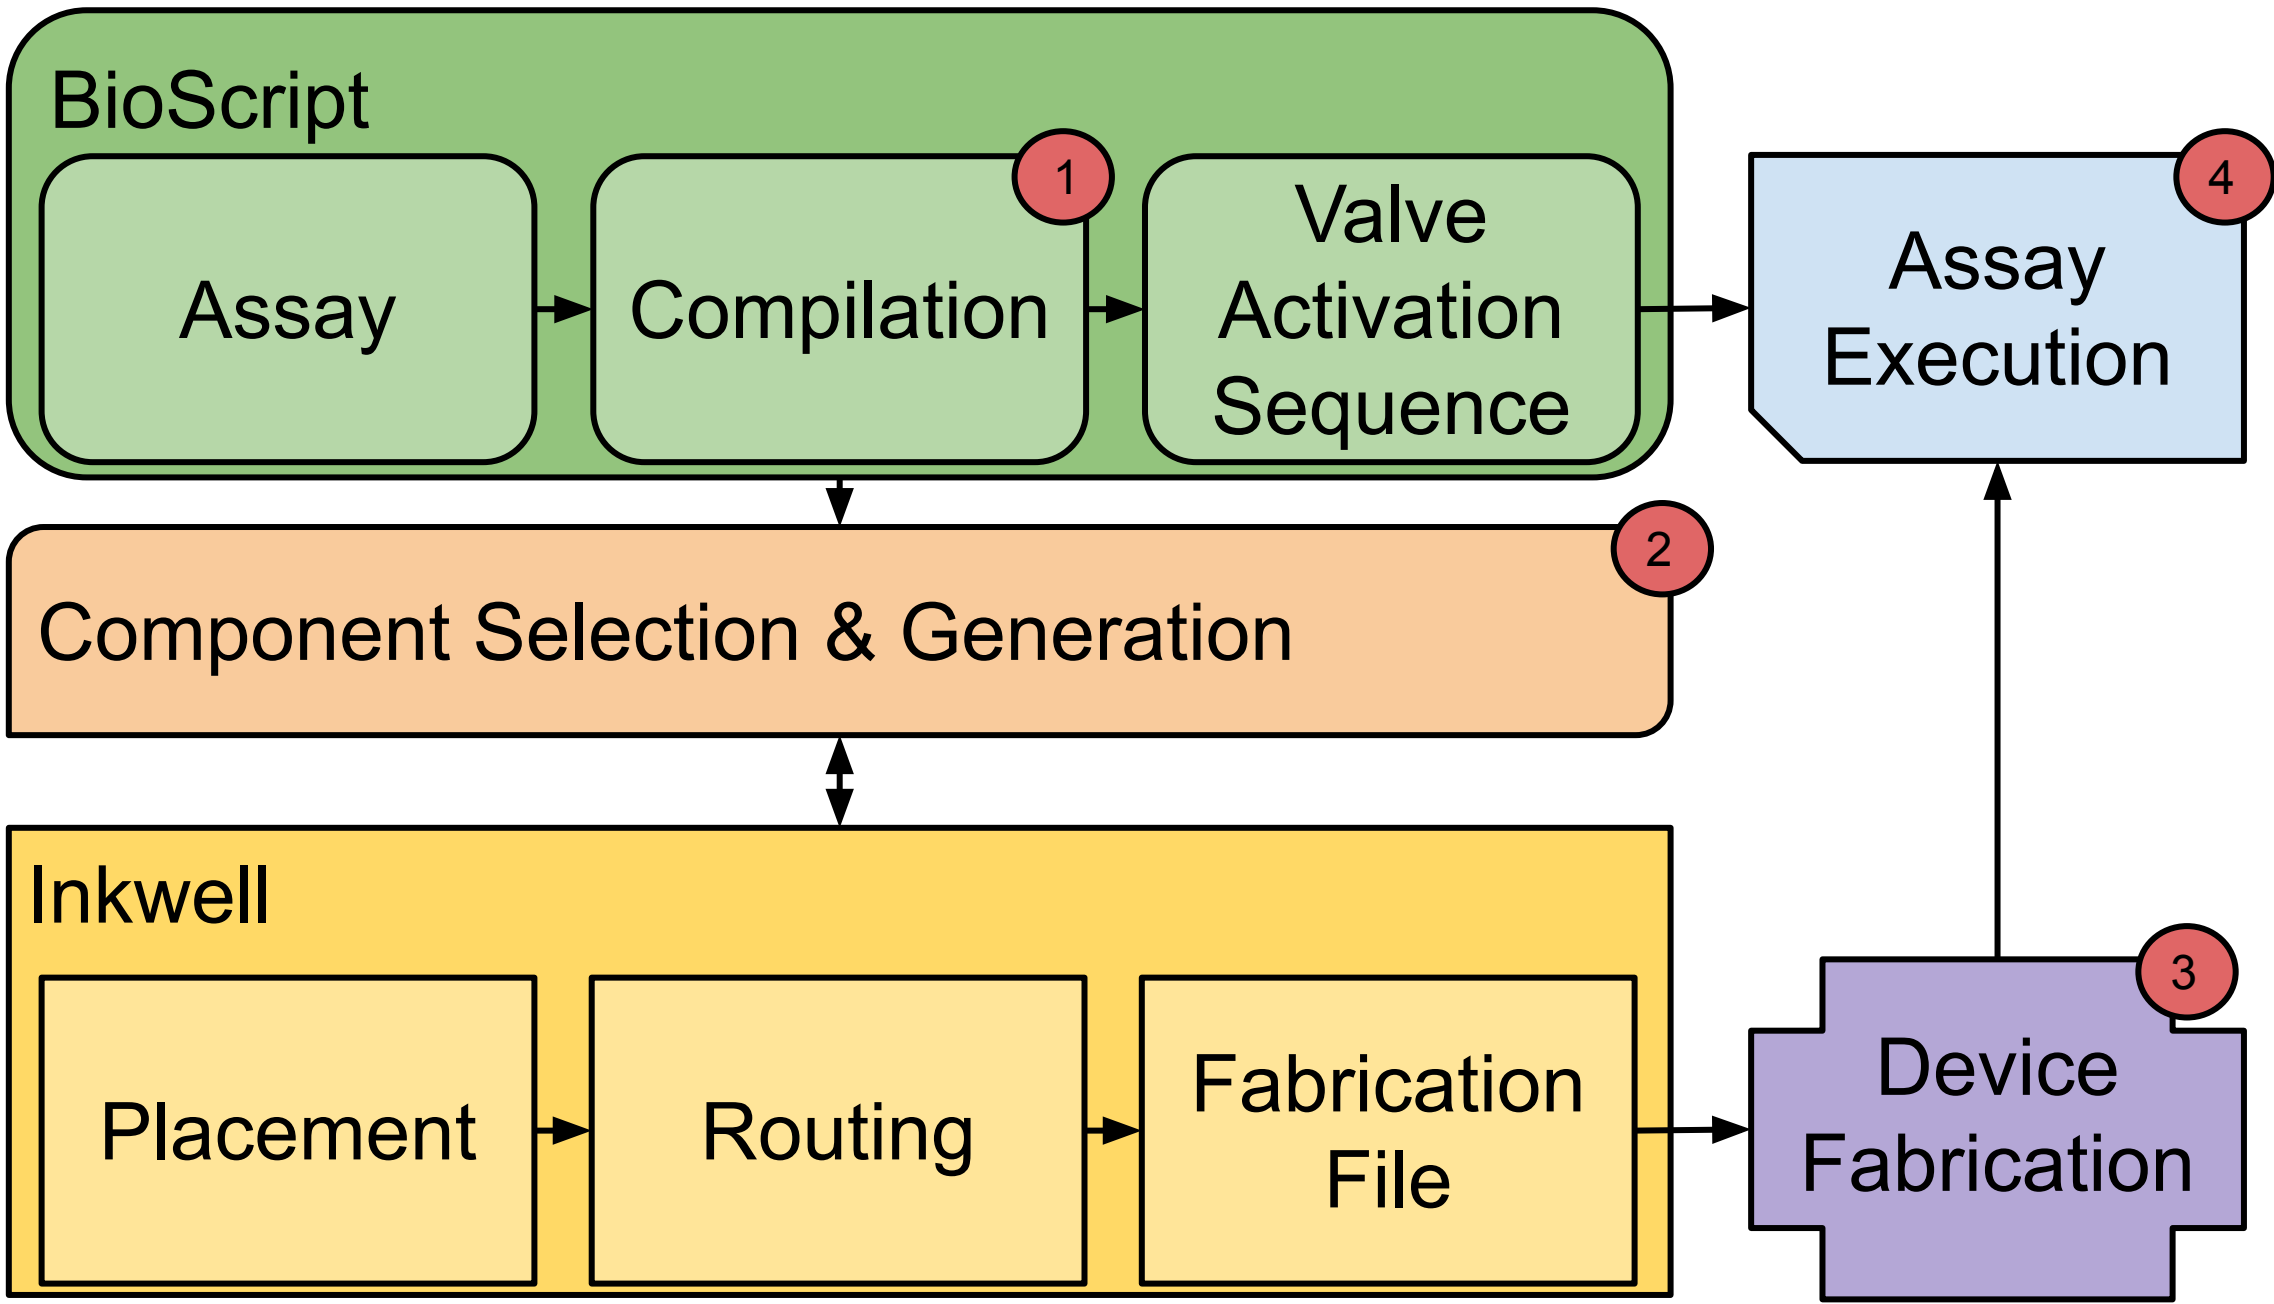 BioScript
Assay
Compilation
1
Valve
Activation
Sequence
Assay
Execution
4
Component Selection & Generation
2
Inkwell
Placement
Routing
Fabrication
File
Device
Fabrication
3